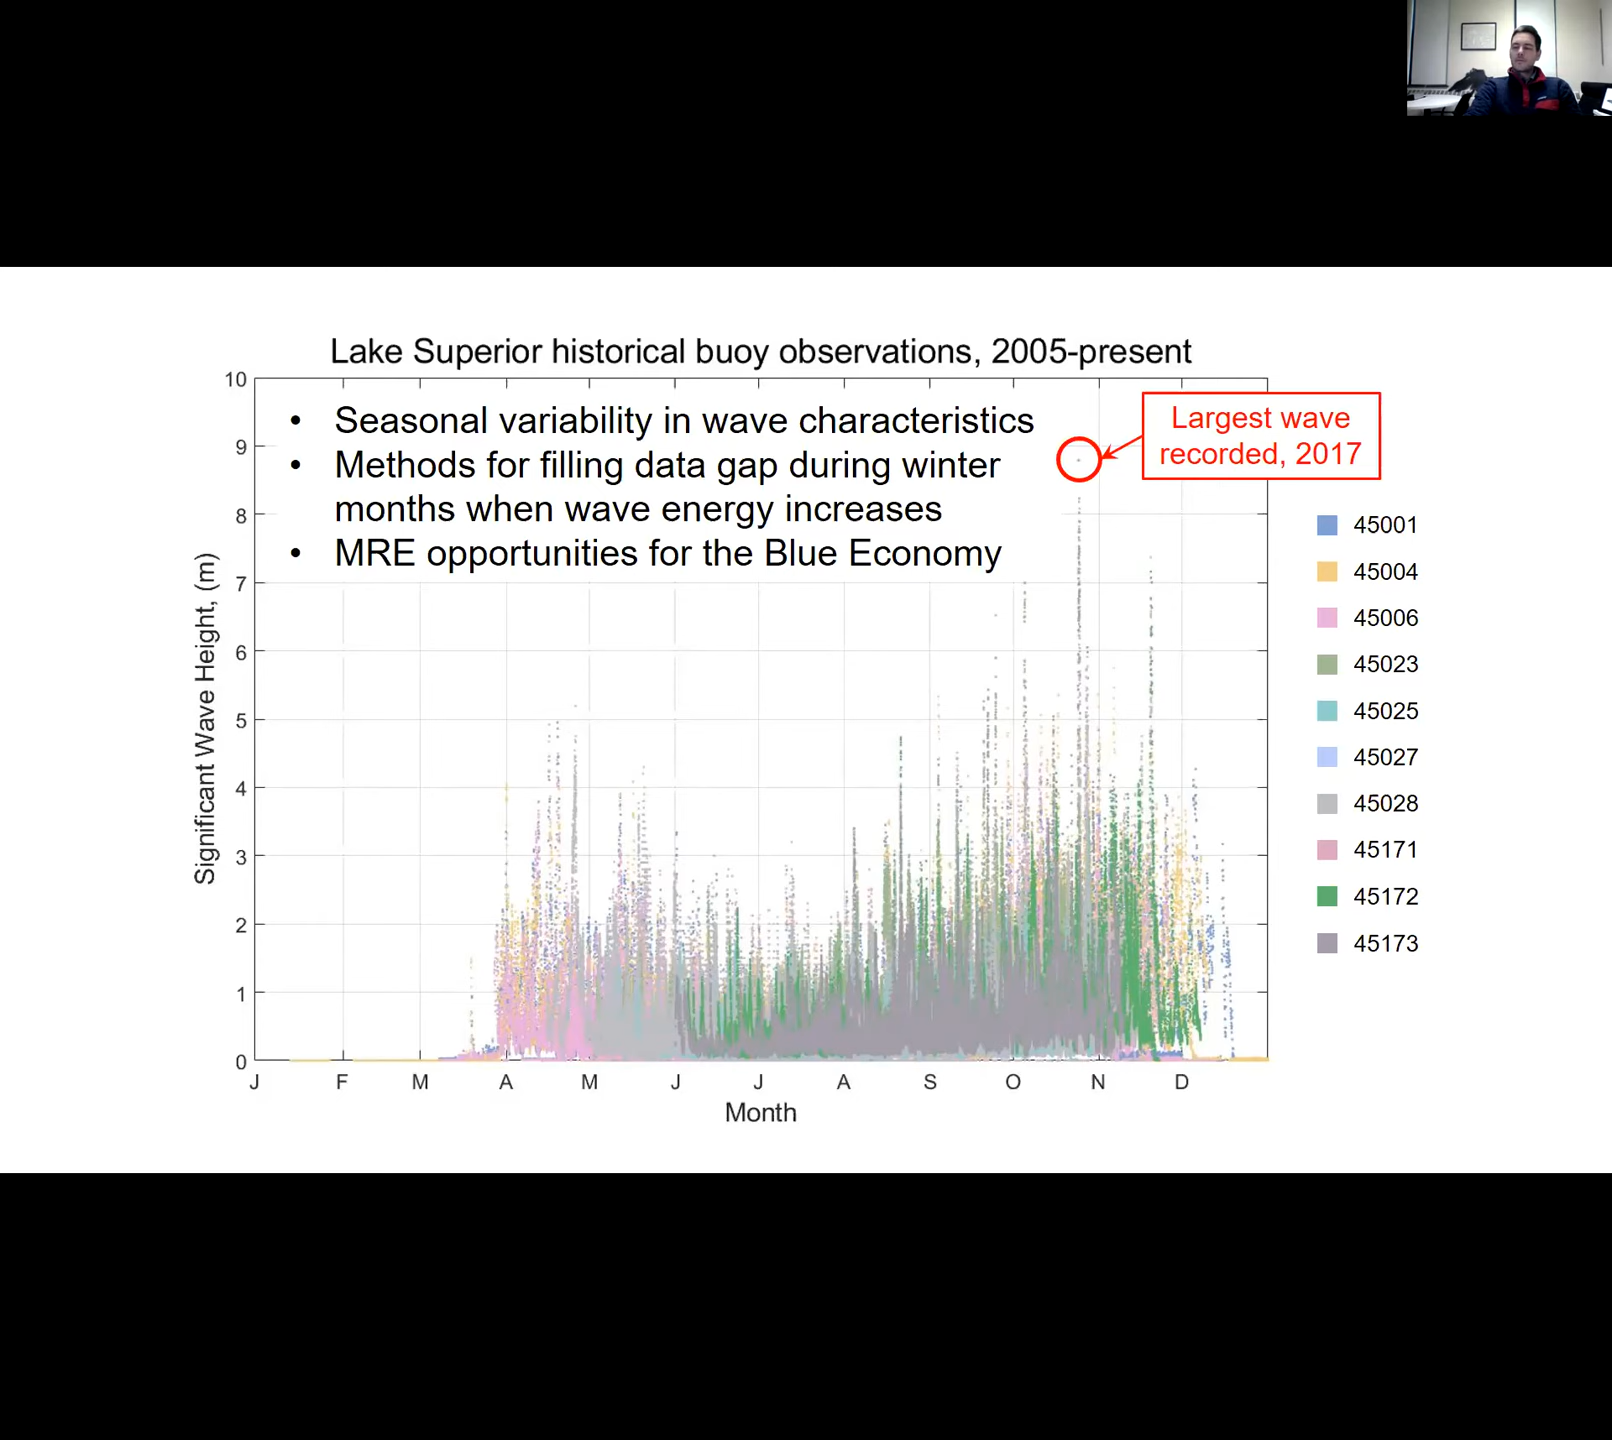 Lake Superior historical buoy observations, 2005-present
• Seasonal variability in wave characteristics
• Methods for filling data gap during winter
months when wave energy increases
• MRE opportunities for the Blue Economy
Largest wave
recorded, 2017
10
9
8
7
6
5
4
3
2
1
0
Significant Wave Height, (m)
J F M A M J J A S O N D
Month
45001
45004
45006
45023
45025
45027
45028
45171
45172
45173